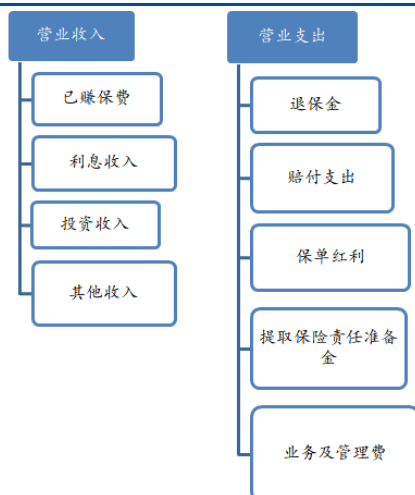 营业收入
已赚保费
利息收入
投资收入
其他收入
营业支出
退保金
赔付支出
保单红利
提取保险责任准备
金
业务及管理费